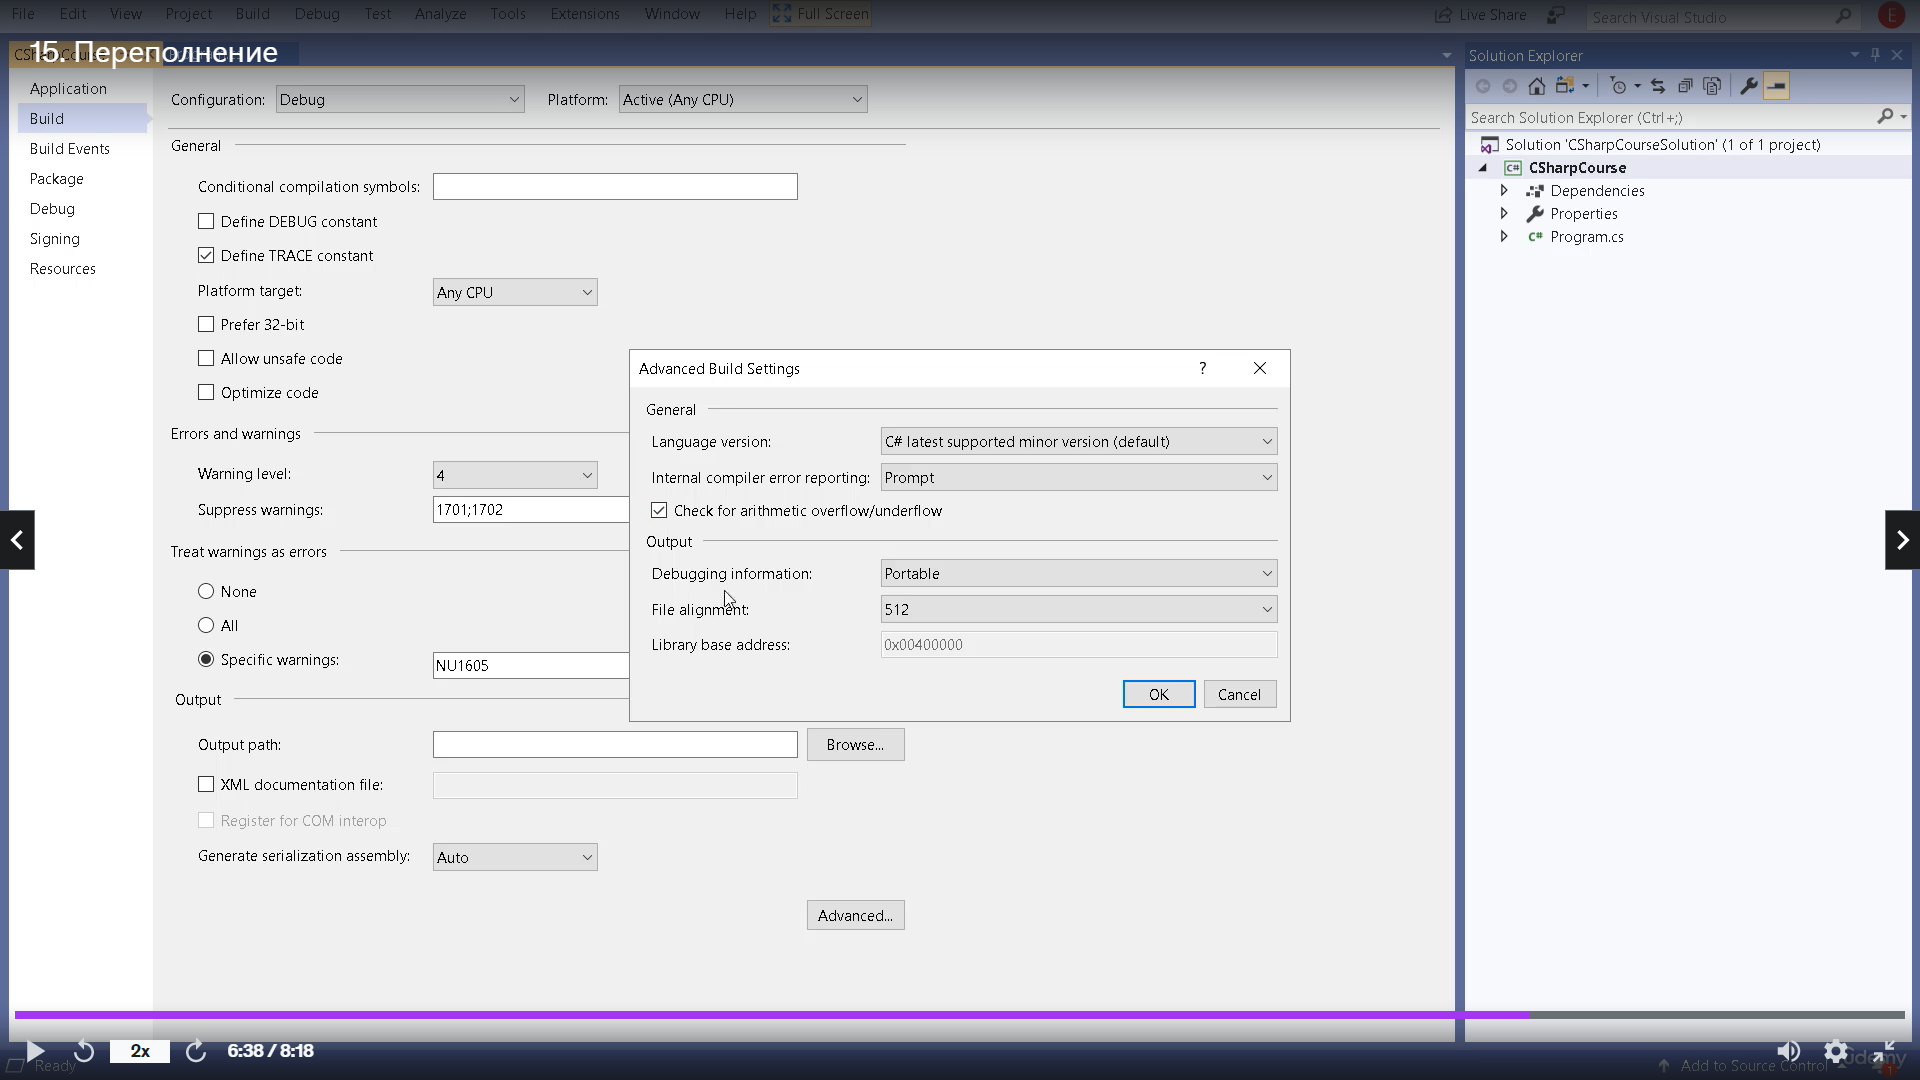 File Edit View Project Build Debug Test Analyze Tools Extensions Window Help Full Screen Live Share Search Visual Studio E
15. Переполнение
Solution Explorer
Application
Build
Build Events
Package
Debug
Signing
Resources
Configuration: Debug Platform: Active (Any CPU)
General
Conditional compilation symbols:
Define DEBUG constant
Define TRACE constant
Platform target: Any CPU
Prefer 32-bit
Allow unsafe code
Optimize code
Errors and warnings
Warning level: 4
Suppress warnings: 1701;1702
Treat warnings as errors
None
All
Specific warnings: NU1605
Output
Output path: Browse...
XML documentation file:
Register for COM interop
Generate serialization assembly: Auto
Advanced...
Advanced Build Settings ?
General
Language version: C# latest supported minor version (default)
Internal compiler error reporting: Prompt
Check for arithmetic overflow/underflow
Output
Debugging information: Portable
File alignment: 512
Library base address: 0x00400000
OK Cancel
Search Solution Explorer (Ctrl+;)
Solution 'CSharpCourseSolution' (1 of 1 project)
C# CSharpCourse
Dependencies
Properties
C# Program.cs
2x 6:38 / 8:18
Ready Add to Source Control udemy